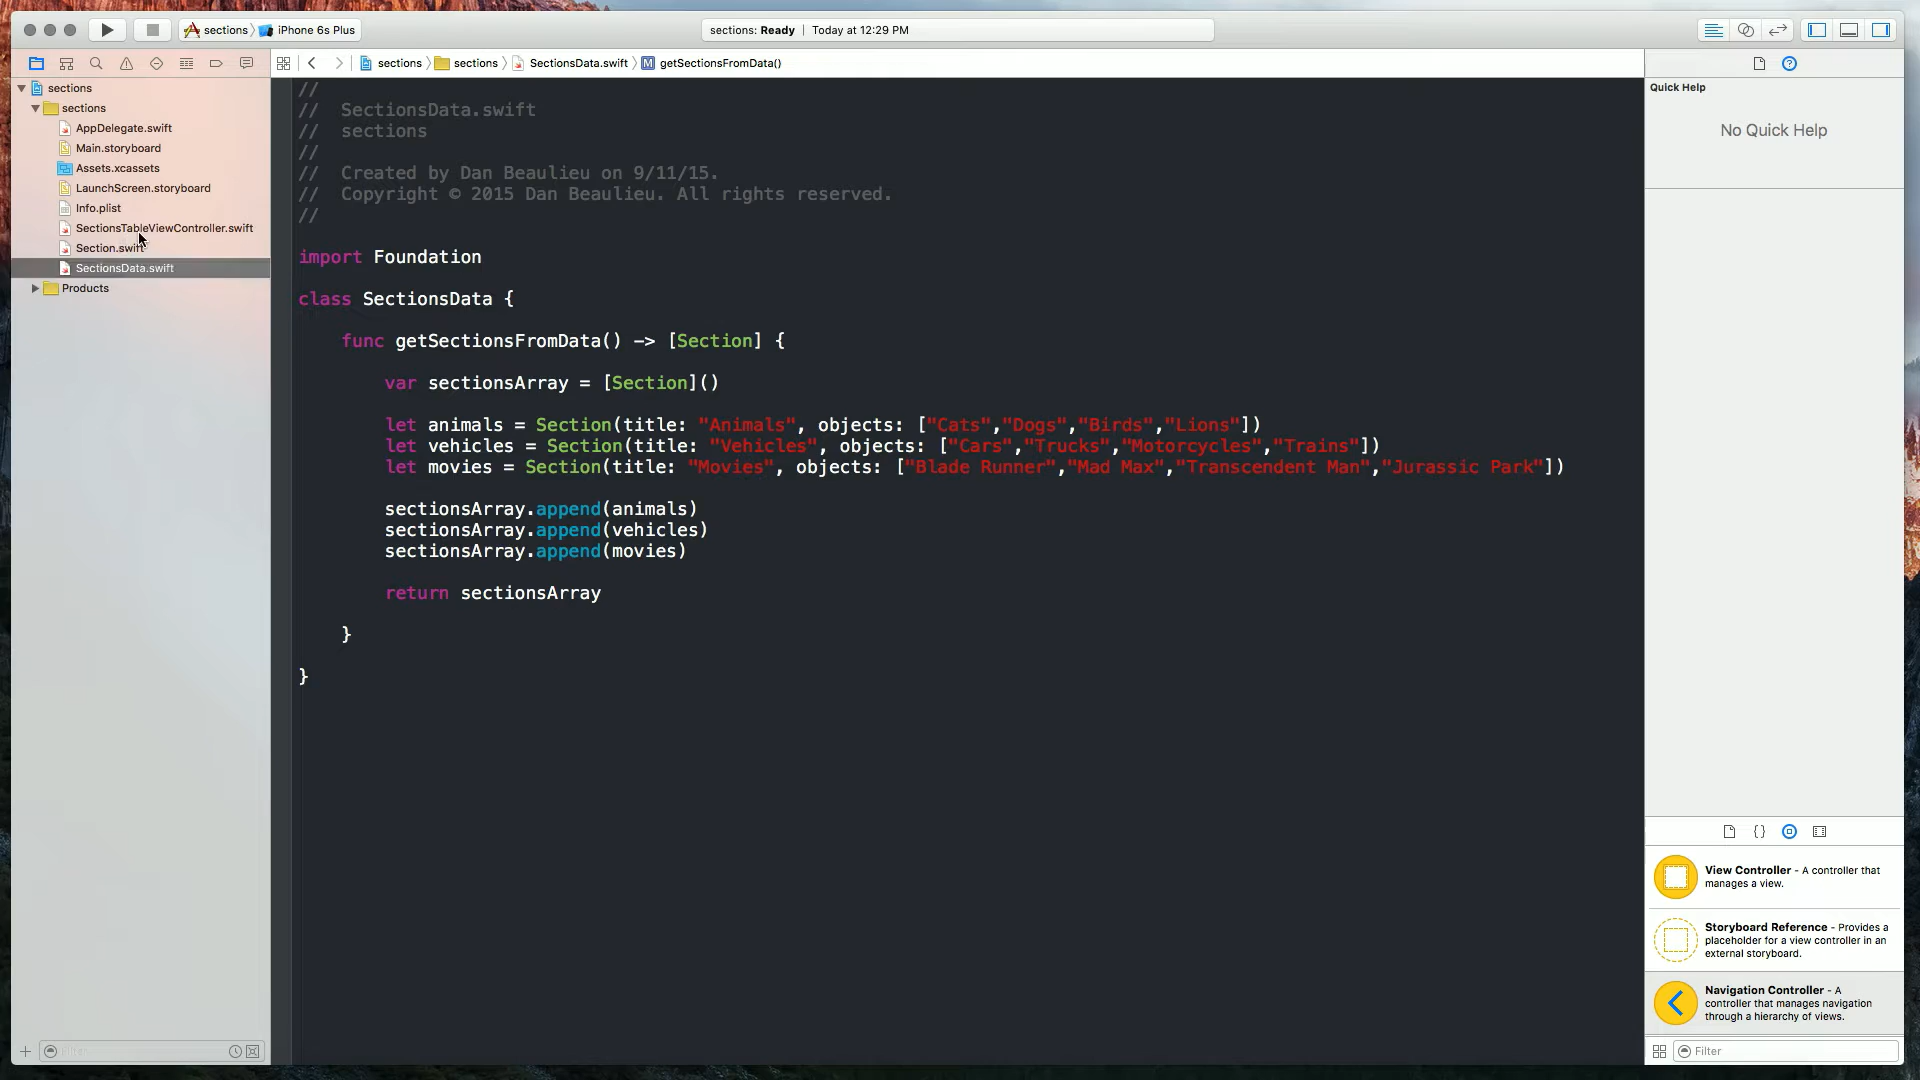 sections iPhone 6s Plus
sections: Ready Today at 12:29 PM
sections sections SectionsData.swift M getSectionsFromData()
sections
sections
AppDelegate.swift
Main.storyboard
Assets.xcassets
LaunchScreen.storyboard
Info.plist
SectionsTableViewController.swift
Section.swift
SectionsData.swift
Products
Filter
//
// SectionsData.swift
// sections
//
// Created by Dan Beaulieu on 9/11/15.
// Copyright © 2015 Dan Beaulieu. All rights reserved.
//
import Foundation
class SectionsData {
func getSectionsFromData() -> [Section] {
var sectionsArray = [Section]()
let animals = Section(title: "Animals", objects: ["Cats","Dogs","Birds","Lions"])
let vehicles = Section(title: "Vehicles", objects: ["Cars","Trucks","Motorcycles","Trains"])
let movies = Section(title: "Movies", objects: ["Blade Runner","Mad Max","Transcendent Man","Jurassic Park"])
sectionsArray.append(animals)
sectionsArray.append(vehicles)
sectionsArray.append(movies)
return sectionsArray
}
}
Quick Help
No Quick Help
View Controller - A controller that
manages a view.
Storyboard Reference - Provides a
placeholder for a view controller in an
external storyboard.
Navigation Controller - A
controller that manages navigation
through a hierarchy of views.
Filter